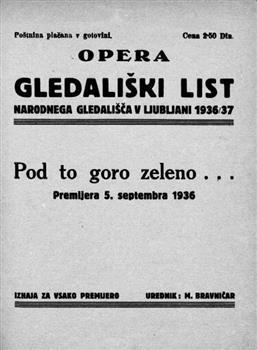 Poštnina plačana v gotovini. Cena 2·50 Din.
OPERA
GLEDALIŠKI LIST
NARODNEGA GLEDALIŠČA V LJUBLJANI 1936/37
Pod to goro zeleno . . .
Premijera 5. septembra 1936
IZHAJA ZA VSAKO PREMIJERO UREDNIK: M. BRAVNIČAR